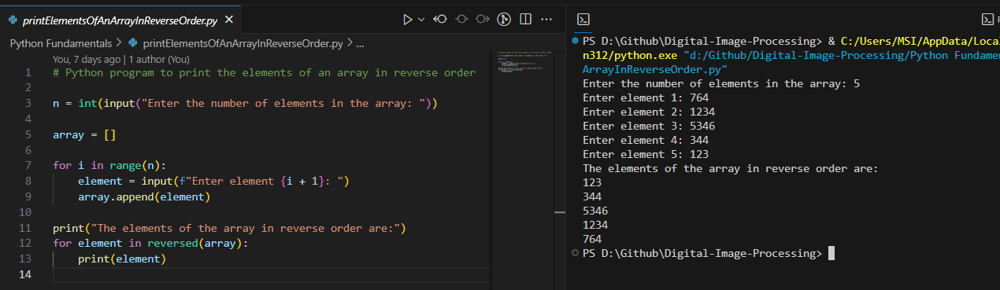 printElementsOfAnArrayInReverseOrder.py
Python Fundamentals > printElementsOfAnArrayInReverseOrder.py > ...
You, 7 days ago | 1 author (You)
1 # Python program to print the elements of an array in reverse order
2
3 n = int(input("Enter the number of elements in the array: "))
4
5 array = []
6
7 for i in range(n):
8     element = input(f"Enter element {i + 1}: ")
9     array.append(element)
10
11 print("The elements of the array in reverse order are:")
12 for element in reversed(array):
13     print(element)
14
PS D:\Github\Digital-Image-Processing> & C:/Users/MSI/AppData/Loca
n312/python.exe "d:/Github/Digital-Image-Processing/Python Fundame
ArrayInReverseOrder.py"
Enter the number of elements in the array: 5
Enter element 1: 764
Enter element 2: 1234
Enter element 3: 5346
Enter element 4: 344
Enter element 5: 123
The elements of the array in reverse order are:
123
344
5346
1234
764
PS D:\Github\Digital-Image-Processing>